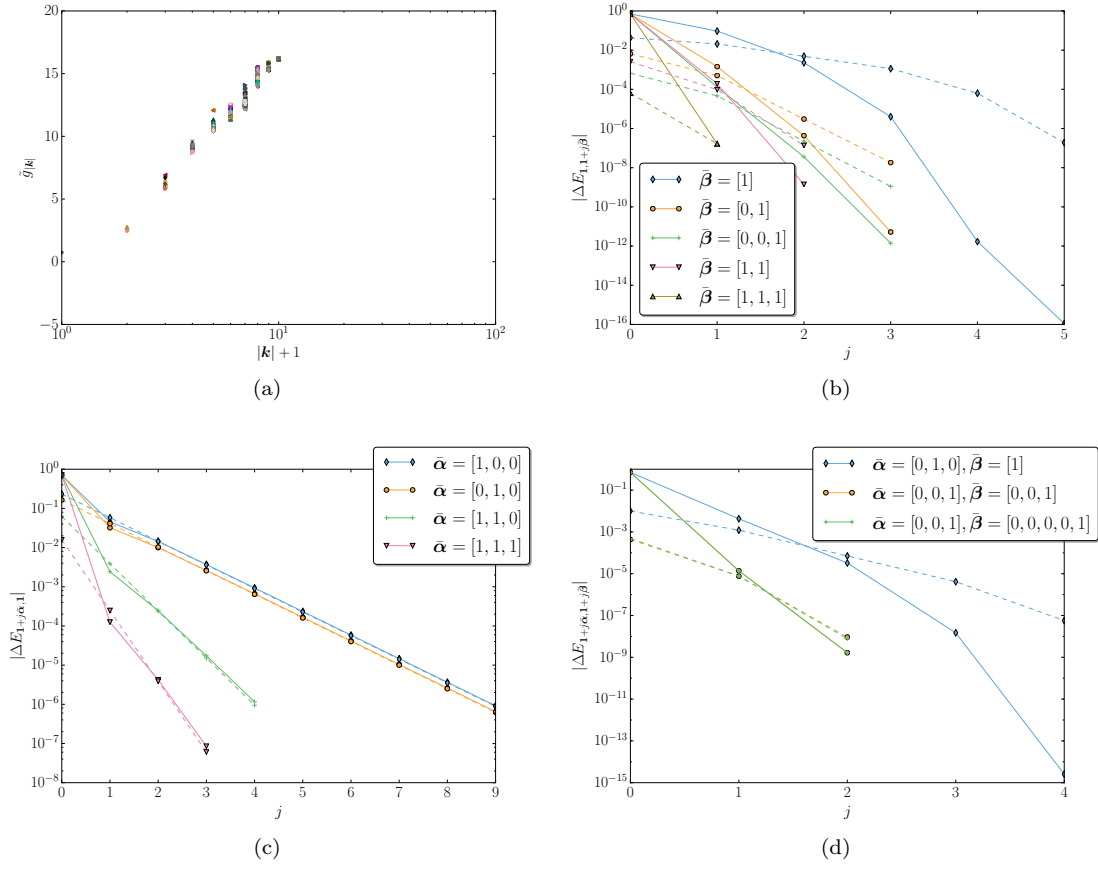 20
15
10
5
0
−5
g̃_{|k|}
10^0
10^1
10^2
|k| + 1
(a)
10^0
10^{−2}
10^{−4}
10^{−6}
10^{−8}
10^{−10}
10^{−12}
10^{−14}
10^{−16}
|ΔE_{1,1+jβ̄}|
β̄ = [1]
β̄ = [0, 1]
β̄ = [0, 0, 1]
β̄ = [1, 1]
β̄ = [1, 1, 1]
0 1 2 3 4 5
j
(b)
10^0
10^{−1}
10^{−2}
10^{−3}
10^{−4}
10^{−5}
10^{−6}
10^{−7}
10^{−8}
|ΔE_{1+jᾱ,1}|
ᾱ = [1, 0, 0]
ᾱ = [0, 1, 0]
ᾱ = [1, 1, 0]
ᾱ = [1, 1, 1]
0 1 2 3 4 5 6 7 8 9
j
(c)
10^{−1}
10^{−3}
10^{−5}
10^{−7}
10^{−9}
10^{−11}
10^{−13}
10^{−15}
|ΔE_{1+jᾱ,1+jβ̄}|
ᾱ = [0, 1, 0], β̄ = [1]
ᾱ = [0, 0, 1], β̄ = [0, 0, 1]
ᾱ = [0, 0, 1], β̄ = [0, 0, 0, 0, 1]
0 1 2 3 4
j
(d)